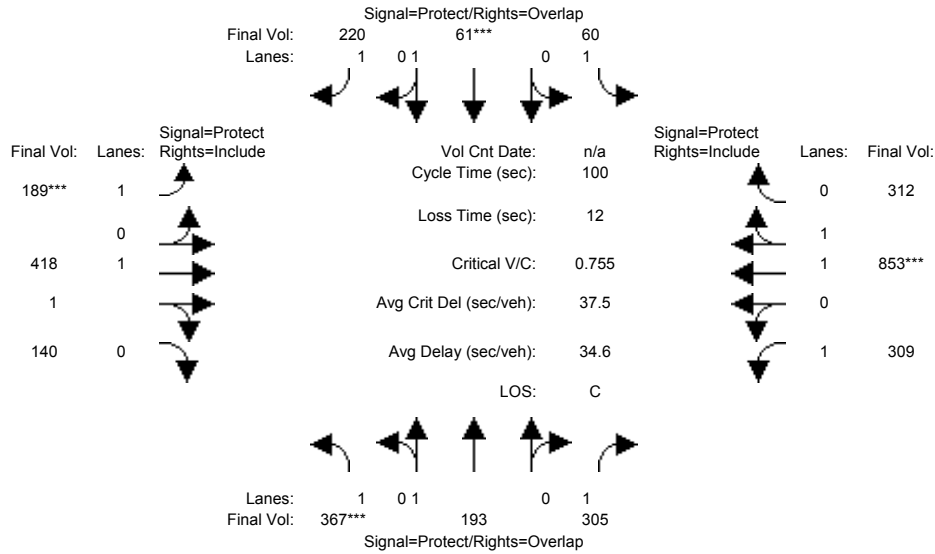 Signal=Protect/Rights=Overlap
Final Vol: 220 61*** 60
Lanes: 1 0 1 0 1
Signal=Protect
Final Vol: Lanes: Rights=Include
Vol Cnt Date: n/a
Signal=Protect
Rights=Include Lanes: Final Vol:
Cycle Time (sec): 100
189*** 1
0 312
Loss Time (sec): 12
0
1
418 1
Critical V/C: 0.755
1 853***
1
Avg Crit Del (sec/veh): 37.5
0
140 0
Avg Delay (sec/veh): 34.6
1 309
LOS: C
Lanes: 1 0 1 0 1
Final Vol: 367*** 193 305
Signal=Protect/Rights=Overlap